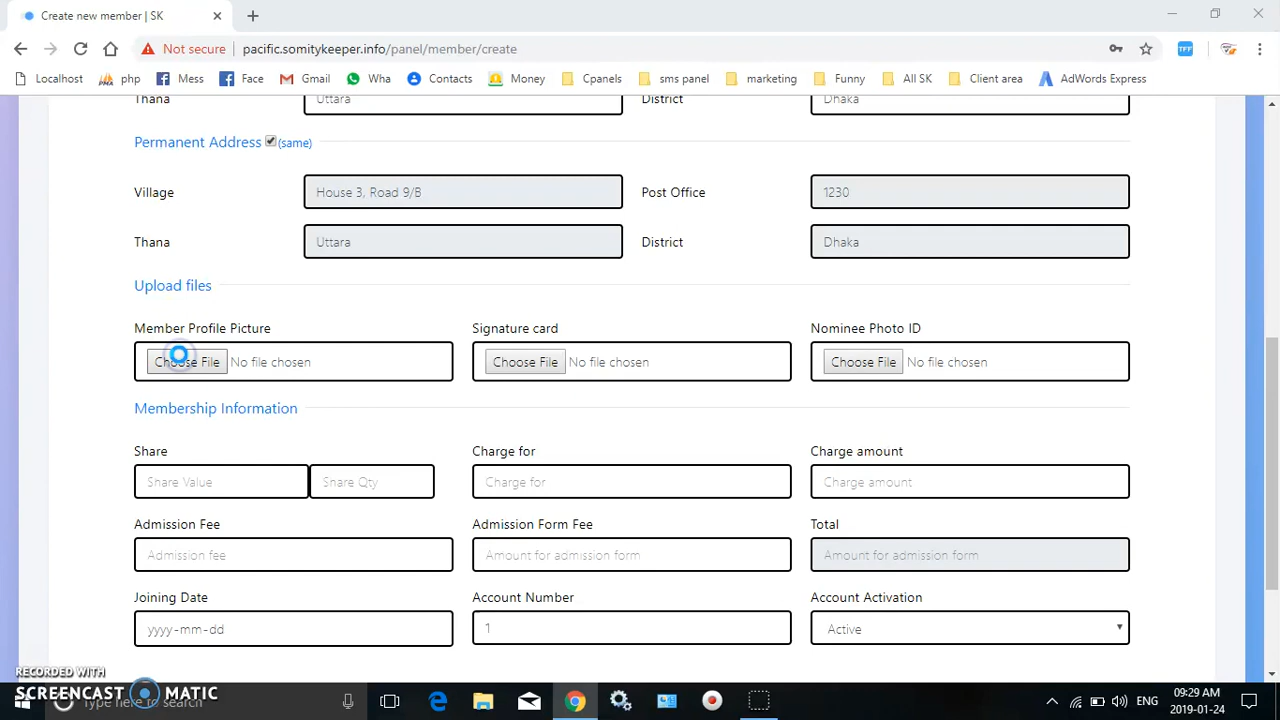 Create new member | SK
Not secure | pacific.somitykeeper.info/panel/member/create
Localhost php Mess Face Gmail Wha Contacts Money Cpanels sms panel marketing Funny All SK Client area AdWords Express
Thana Uttara District Dhaka
Permanent Address (same)
Village House 3, Road 9/B Post Office 1230
Thana Uttara District Dhaka
Upload files
Member Profile Picture Signature card Nominee Photo ID
Choose File No file chosen Choose File No file chosen Choose File No file chosen
Membership Information
Share Charge for Charge amount
Share Value Share Qty Charge for Charge amount
Admission Fee Admission Form Fee Total
Admission fee Amount for admission form Amount for admission form
Joining Date Account Number Account Activation
yyyy-mm-dd 1 Active
RECORDED WITH
SCREENCAST MATIC
Type here to search
ENG
09:29 AM
2019-01-24